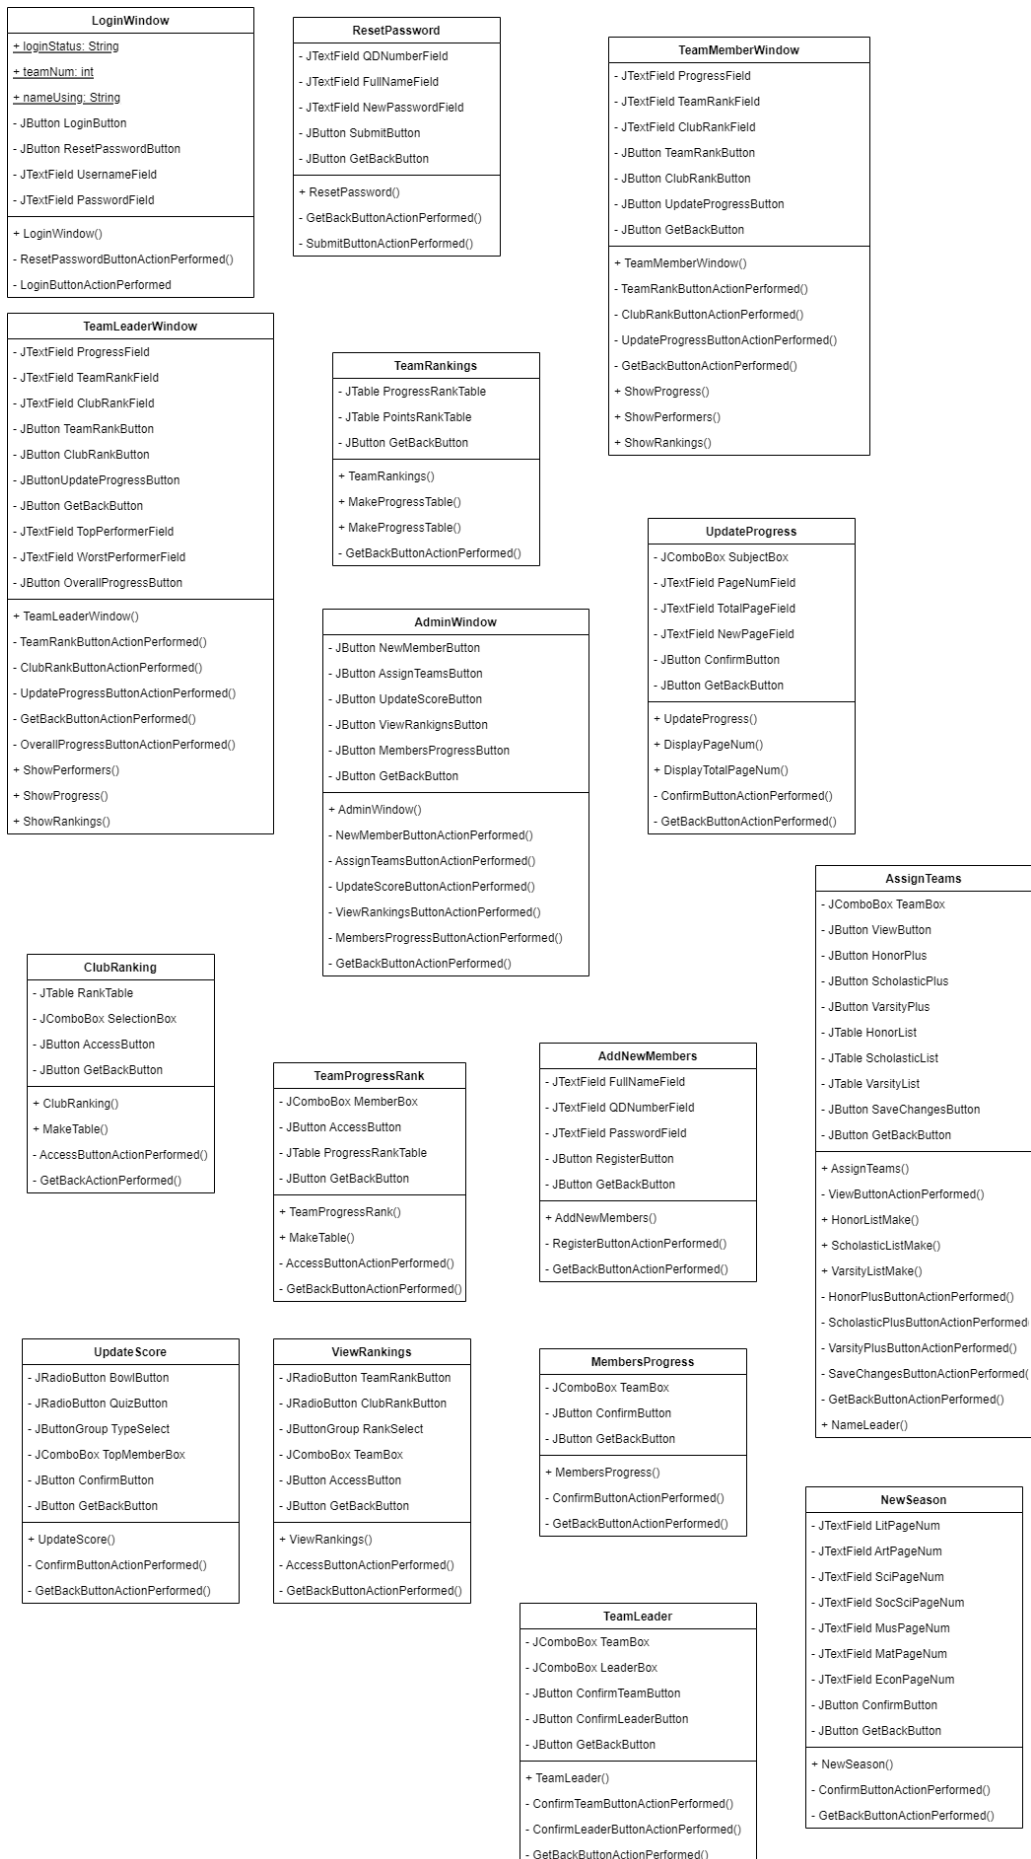 LoginWindow
+ loginStatus: String
+ teamNum: int
+ nameUsing: String
- JButton LoginButton
- JButton ResetPasswordButton
- JTextField UsernameField
- JTextField PasswordField
+ LoginWindow()
- ResetPasswordButtonActionPerformed()
- LoginButtonActionPerformed
ResetPassword
- JTextField QDNumberField
- JTextField FullNameField
- JTextField NewPasswordField
- JButton SubmitButton
- JButton GetBackButton
+ ResetPassword()
- GetBackButtonActionPerformed()
- SubmitButtonActionPerformed()
TeamMemberWindow
- JTextField ProgressField
- JTextField TeamRankField
- JTextField ClubRankField
- JButton TeamRankButton
- JButton ClubRankButton
- JButton UpdateProgressButton
- JButton GetBackButton
+ TeamMemberWindow()
- TeamRankButtonActionPerformed()
- ClubRankButtonActionPerformed()
- UpdateProgressButtonActionPerformed()
- GetBackButtonActionPerformed()
+ ShowProgress()
+ ShowPerformers()
+ ShowRankings()
TeamLeaderWindow
- JTextField ProgressField
- JTextField TeamRankField
- JTextField ClubRankField
- JButton TeamRankButton
- JButton ClubRankButton
- JButtonUpdateProgressButton
- JButton GetBackButton
- JTextField TopPerformerField
- JTextField WorstPerformerField
- JButton OverallProgressButton
+ TeamLeaderWindow()
- TeamRankButtonActionPerformed()
- ClubRankButtonActionPerformed()
- UpdateProgressButtonActionPerformed()
- GetBackButtonActionPerformed()
- OverallProgressButtonActionPerformed()
+ ShowPerformers()
+ ShowProgress()
+ ShowRankings()
TeamRankings
- JTable ProgressRankTable
- JTable PointsRankTable
- JButton GetBackButton
+ TeamRankings()
+ MakeProgressTable()
+ MakeProgressTable()
- GetBackButtonActionPerformed()
UpdateProgress
- JComboBox SubjectBox
- JTextField PageNumField
- JTextField TotalPageField
- JTextField NewPageField
- JButton ConfirmButton
- JButton GetBackButton
+ UpdateProgress()
+ DisplayPageNum()
+ DisplayTotalPageNum()
- ConfirmButtonActionPerformed()
- GetBackButtonActionPerformed()
AdminWindow
- JButton NewMemberButton
- JButton AssignTeamsButton
- JButton UpdateScoreButton
- JButton ViewRankignsButton
- JButton MembersProgressButton
- JButton GetBackButton
+ AdminWindow()
- NewMemberButtonActionPerformed()
- AssignTeamsButtonActionPerformed()
- UpdateScoreButtonActionPerformed()
- ViewRankingsButtonActionPerformed()
- MembersProgressButtonActionPerformed()
- GetBackButtonActionPerformed()
AssignTeams
- JComboBox TeamBox
- JButton ViewButton
- JButton HonorPlus
- JButton ScholasticPlus
- JButton VarsityPlus
- JTable HonorList
- JTable ScholasticList
- JTable VarsityList
- JButton SaveChangesButton
- JButton GetBackButton
+ AssignTeams()
- ViewButtonActionPerformed()
+ HonorListMake()
+ ScholasticListMake()
+ VarsityListMake()
- HonorPlusButtonActionPerformed()
- ScholasticPlusButtonActionPerformed
- VarsityPlusButtonActionPerformed()
- SaveChangesButtonActionPerformed(
- GetBackButtonActionPerformed()
+ NameLeader()
ClubRanking
- JTable RankTable
- JComboBox SelectionBox
- JButton AccessButton
- JButton GetBackButton
+ ClubRanking()
+ MakeTable()
- AccessButtonActionPerformed()
- GetBackActionPerformed()
TeamProgressRank
- JComboBox MemberBox
- JButton AccessButton
- JTable ProgressRankTable
- JButton GetBackButton
+ TeamProgressRank()
+ MakeTable()
- AccessButtonActionPerformed()
- GetBackButtonActionPerformed()
AddNewMembers
- JTextField FullNameField
- JTextField QDNumberField
- JTextField PasswordField
- JButton RegisterButton
- JButton GetBackButton
+ AddNewMembers()
- RegisterButtonActionPerformed()
- GetBackButtonActionPerformed()
UpdateScore
- JRadioButton BowlButton
- JRadioButton QuizButton
- JButtonGroup TypeSelect
- JComboBox TopMemberBox
- JButton ConfirmButton
- JButton GetBackButton
+ UpdateScore()
- ConfirmButtonActionPerformed()
- GetBackButtonActionPerformed()
ViewRankings
- JRadioButton TeamRankButton
- JRadioButton ClubRankButton
- JButtonGroup RankSelect
- JComboBox TeamBox
- JButton AccessButton
- JButton GetBackButton
+ ViewRankings()
- AccessButtonActionPerformed()
- GetBackButtonActionPerformed()
MembersProgress
- JComboBox TeamBox
- JButton ConfirmButton
- JButton GetBackButton
+ MembersProgress()
- ConfirmButtonActionPerformed()
- GetBackButtonActionPerformed()
NewSeason
- JTextField LitPageNum
- JTextField ArtPageNum
- JTextField SciPageNum
- JTextField SocSciPageNum
- JTextField MusPageNum
- JTextField MatPageNum
- JTextField EconPageNum
- JButton ConfirmButton
- JButton GetBackButton
+ NewSeason()
- ConfirmButtonActionPerformed()
- GetBackButtonActionPerformed()
TeamLeader
- JComboBox TeamBox
- JComboBox LeaderBox
- JButton ConfirmTeamButton
- JButton ConfirmLeaderButton
- JButton GetBackButton
+ TeamLeader()
- ConfirmTeamButtonActionPerformed()
- ConfirmLeaderButtonActionPerformed()
- GetBackButtonActionPerformed()